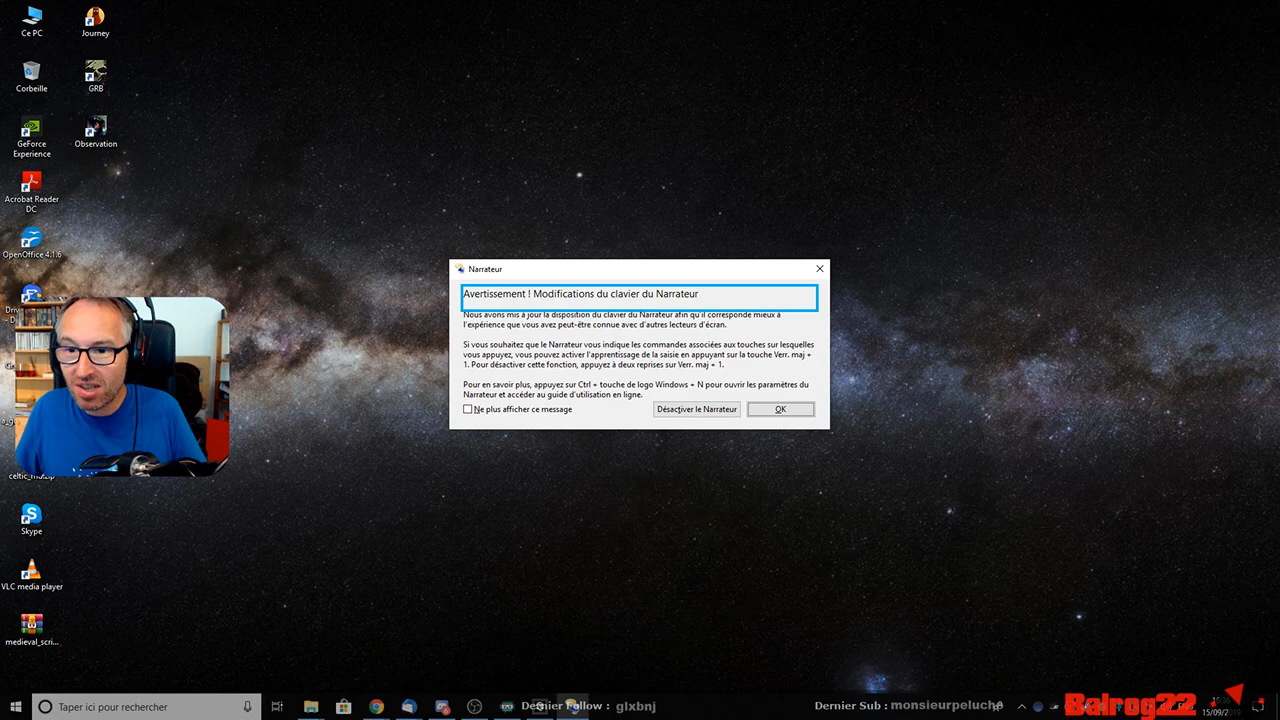 Ce PC
Journey
Corbeille
GRB
GeForce
Experience
Observation
Acrobat Reader
DC
OpenOffice 4.1.6
Narrateur
Avertissement ! Modifications du clavier du Narrateur
Nous avons mis à jour la disposition du clavier du Narrateur afin qu'il corresponde mieux à
l'expérience que vous avez peut-être connue avec d'autres lecteurs d'écran.
Si vous souhaitez que le Narrateur vous indique les commandes associées aux touches sur lesquelles
vous appuyez, vous pouvez activer l'apprentissage de la saisie en appuyant sur la touche Verr. maj +
1. Pour désactiver cette fonction, appuyez à deux reprises sur Verr. maj + 1.
Pour en savoir plus, appuyez sur Ctrl + touche de logo Windows + N pour ouvrir les paramètres du
Narrateur et accéder au guide d'utilisation en ligne.
Ne plus afficher ce message
Désactiver le Narrateur
OK
Skype
VLC media player
medieval_scri...
Taper ici pour rechercher
Dernier Follow : glxbnj
Dernier Sub : monsieurpeluche
Balrog22